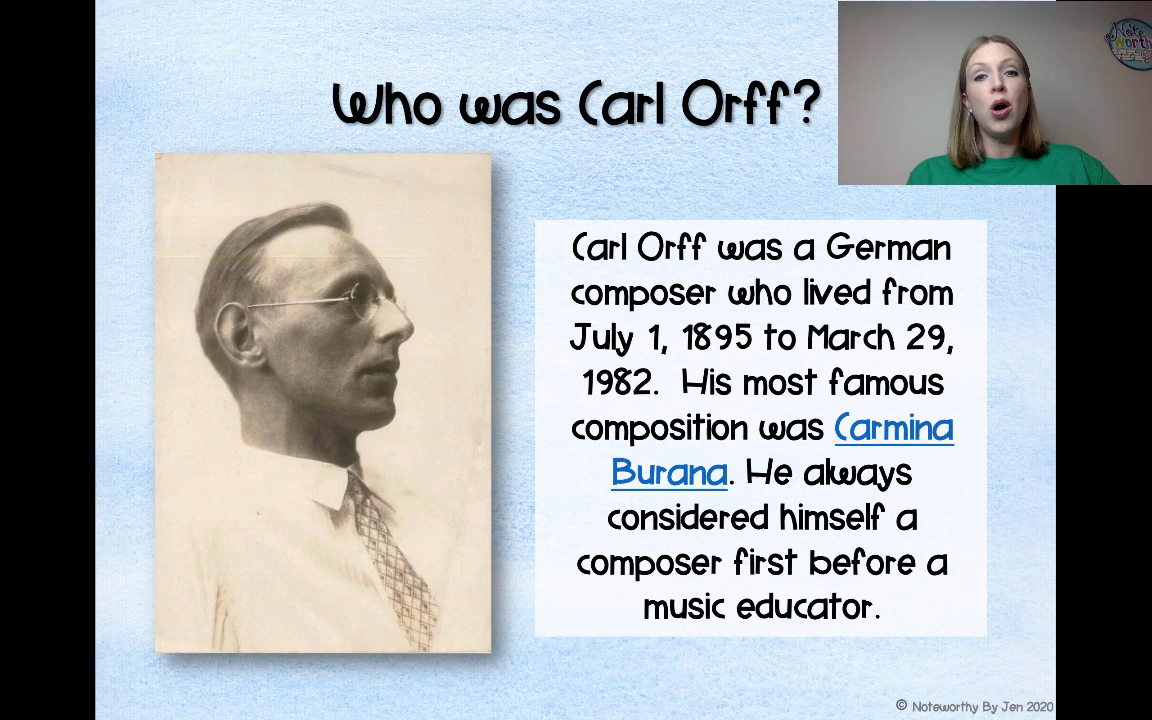 Who was Carl Orff?
Note
worth
Carl Orff was a German
composer who lived from
July 1, 1895 to March 29,
1982. His most famous
composition was Carmina
Burana. He always
considered himself a
composer first before a
music educator.
© Noteworthy By Jen 2020